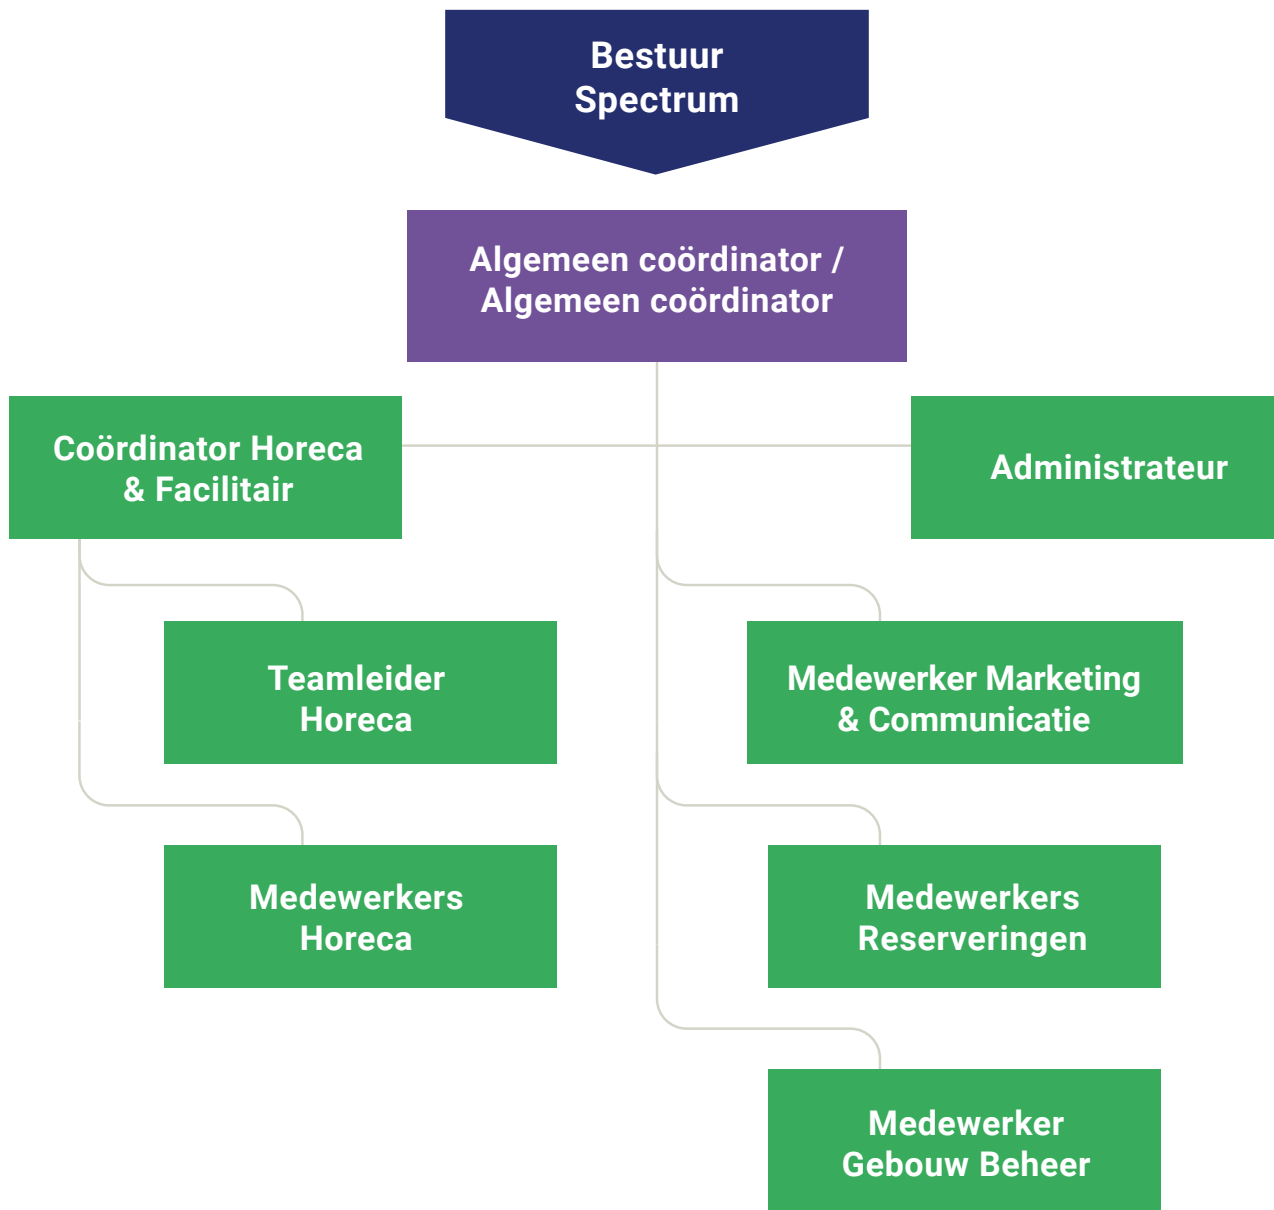 Bestuur
Spectrum
Algemeen coördinator /
Algemeen coördinator
Coördinator Horeca
& Facilitair
Administrateur
Teamleider
Horeca
Medewerker Marketing
& Communicatie
Medewerkers
Horeca
Medewerkers
Reserveringen
Medewerker
Gebouw Beheer